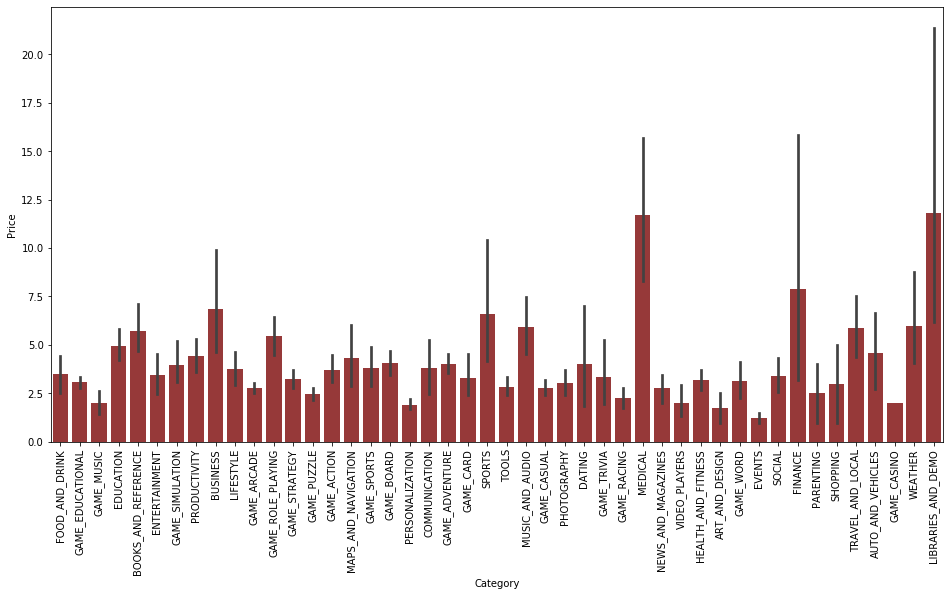 20.0
17.5
15.0
12.5
10.0
7.5
5.0
2.5
0.0
Price
FOOD_AND_DRINK
GAME_EDUCATIONAL
GAME_MUSIC
EDUCATION
BOOKS_AND_REFERENCE
ENTERTAINMENT
GAME_SIMULATION
PRODUCTIVITY
BUSINESS
LIFESTYLE
GAME_ARCADE
GAME_ROLE_PLAYING
GAME_STRATEGY
GAME_PUZZLE
GAME_ACTION
MAPS_AND_NAVIGATION
GAME_SPORTS
GAME_BOARD
PERSONALIZATION
COMMUNICATION
GAME_ADVENTURE
GAME_CARD
SPORTS
TOOLS
MUSIC_AND_AUDIO
GAME_CASUAL
PHOTOGRAPHY
DATING
GAME_TRIVIA
GAME_RACING
MEDICAL
NEWS_AND_MAGAZINES
VIDEO_PLAYERS
HEALTH_AND_FITNESS
ART_AND_DESIGN
GAME_WORD
EVENTS
SOCIAL
FINANCE
PARENTING
SHOPPING
TRAVEL_AND_LOCAL
AUTO_AND_VEHICLES
GAME_CASINO
WEATHER
LIBRARIES_AND_DEMO
Category